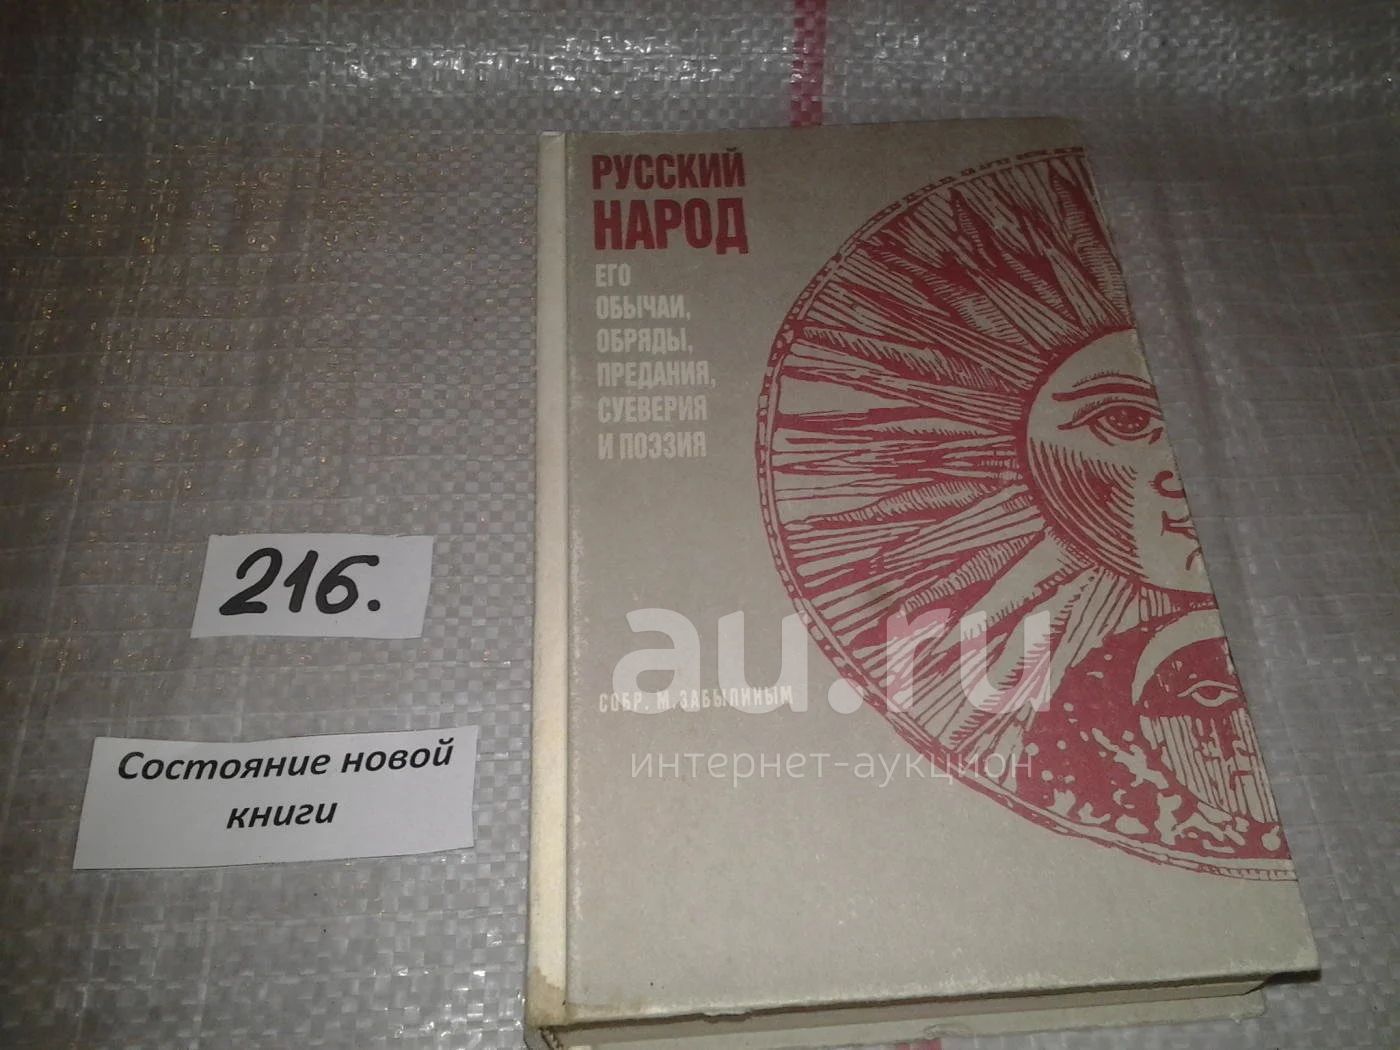 РУССКИЙ
НАРОД
ЕГО
ОБЫЧАИ,
ОБРЯДЫ,
ПРЕДАНИЯ,
СУЕВЕРИЯ
И ПОЭЗИЯ
216.
au.ru
СОБР. М. ЗАБЫЛИНЫМ
интернет-аукцион
Состояние новой
книги